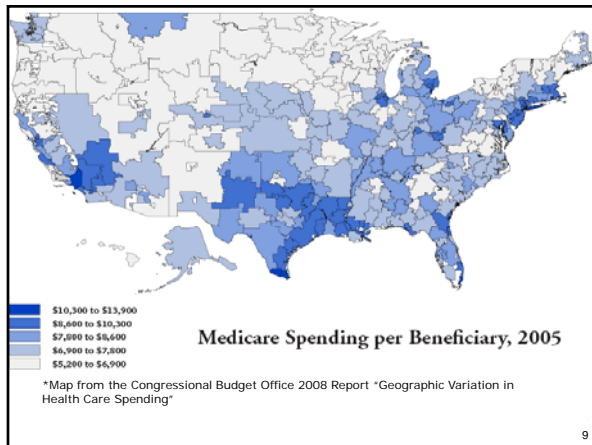 $10,300 to $13,900
$8,600 to $10,300
$7,800 to $8,600
$6,900 to $7,800
$5,200 to $6,900
Medicare Spending per Beneficiary, 2005
*Map from the Congressional Budget Office 2008 Report "Geographic Variation in
Health Care Spending"
9